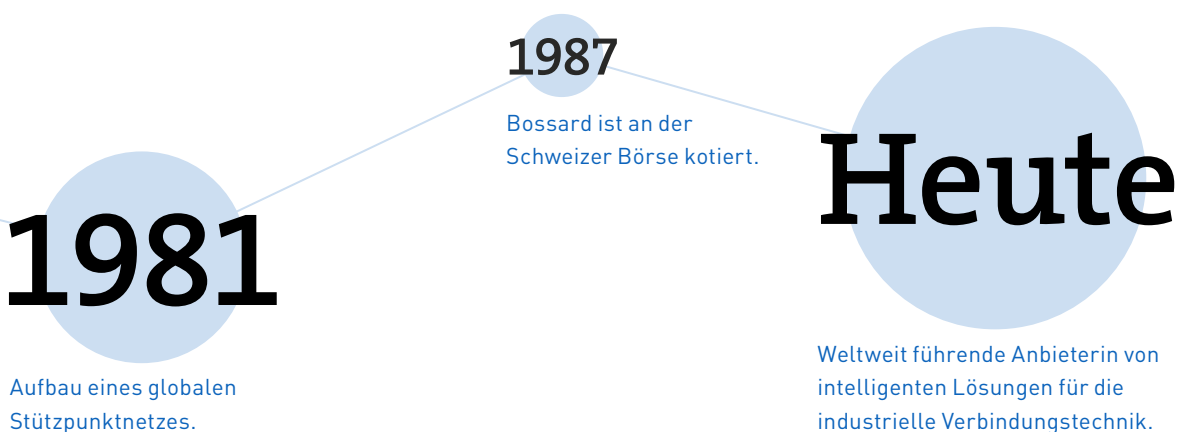 1981
Aufbau eines globalen
Stützpunktnetzes.
1987
Bossard ist an der
Schweizer Börse kotiert.
Heute
Weltweit führende Anbieterin von
intelligenten Lösungen für die
industrielle Verbindungstechnik.